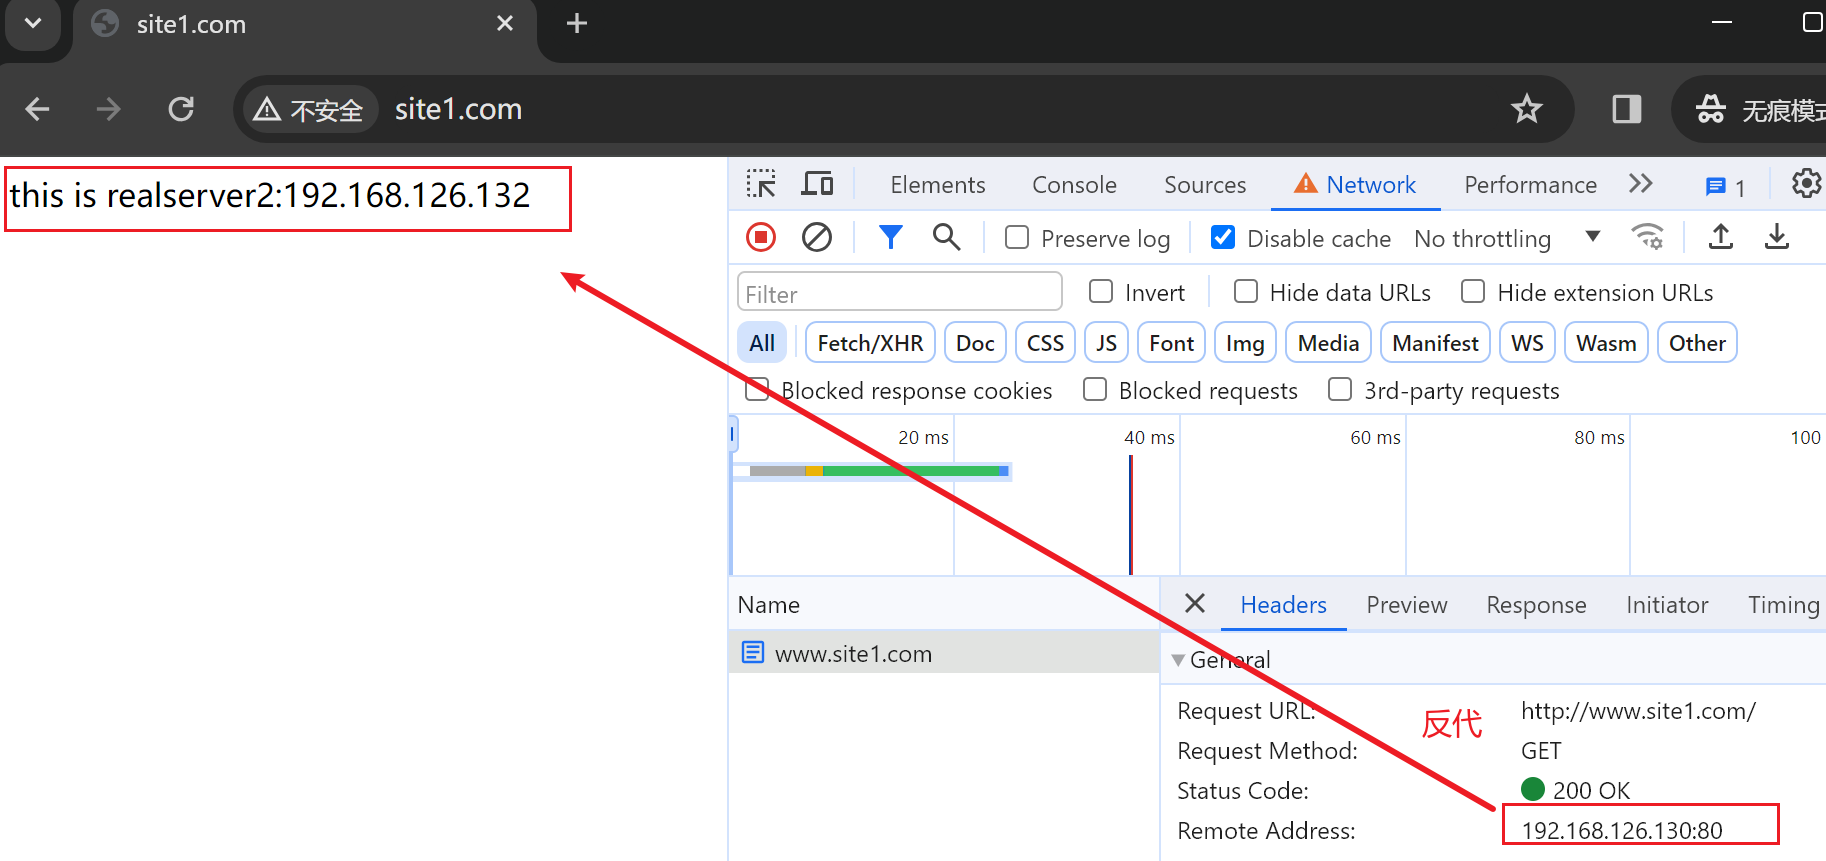 site1.com
不安全 site1.com 无痕模式
this is realserver2:192.168.126.132
Elements Console Sources Network Performance 1
Preserve log Disable cache No throttling
Filter Invert Hide data URLs Hide extension URLs
All Fetch/XHR Doc CSS JS Font Img Media Manifest WS Wasm Other
Blocked response cookies Blocked requests 3rd-party requests
20 ms 40 ms 60 ms 80 ms 100
Name Headers Preview Response Initiator Timing
www.site1.com General
Request URL: http://www.site1.com/
反代
Request Method: GET
Status Code: 200 OK
Remote Address: 192.168.126.130:80